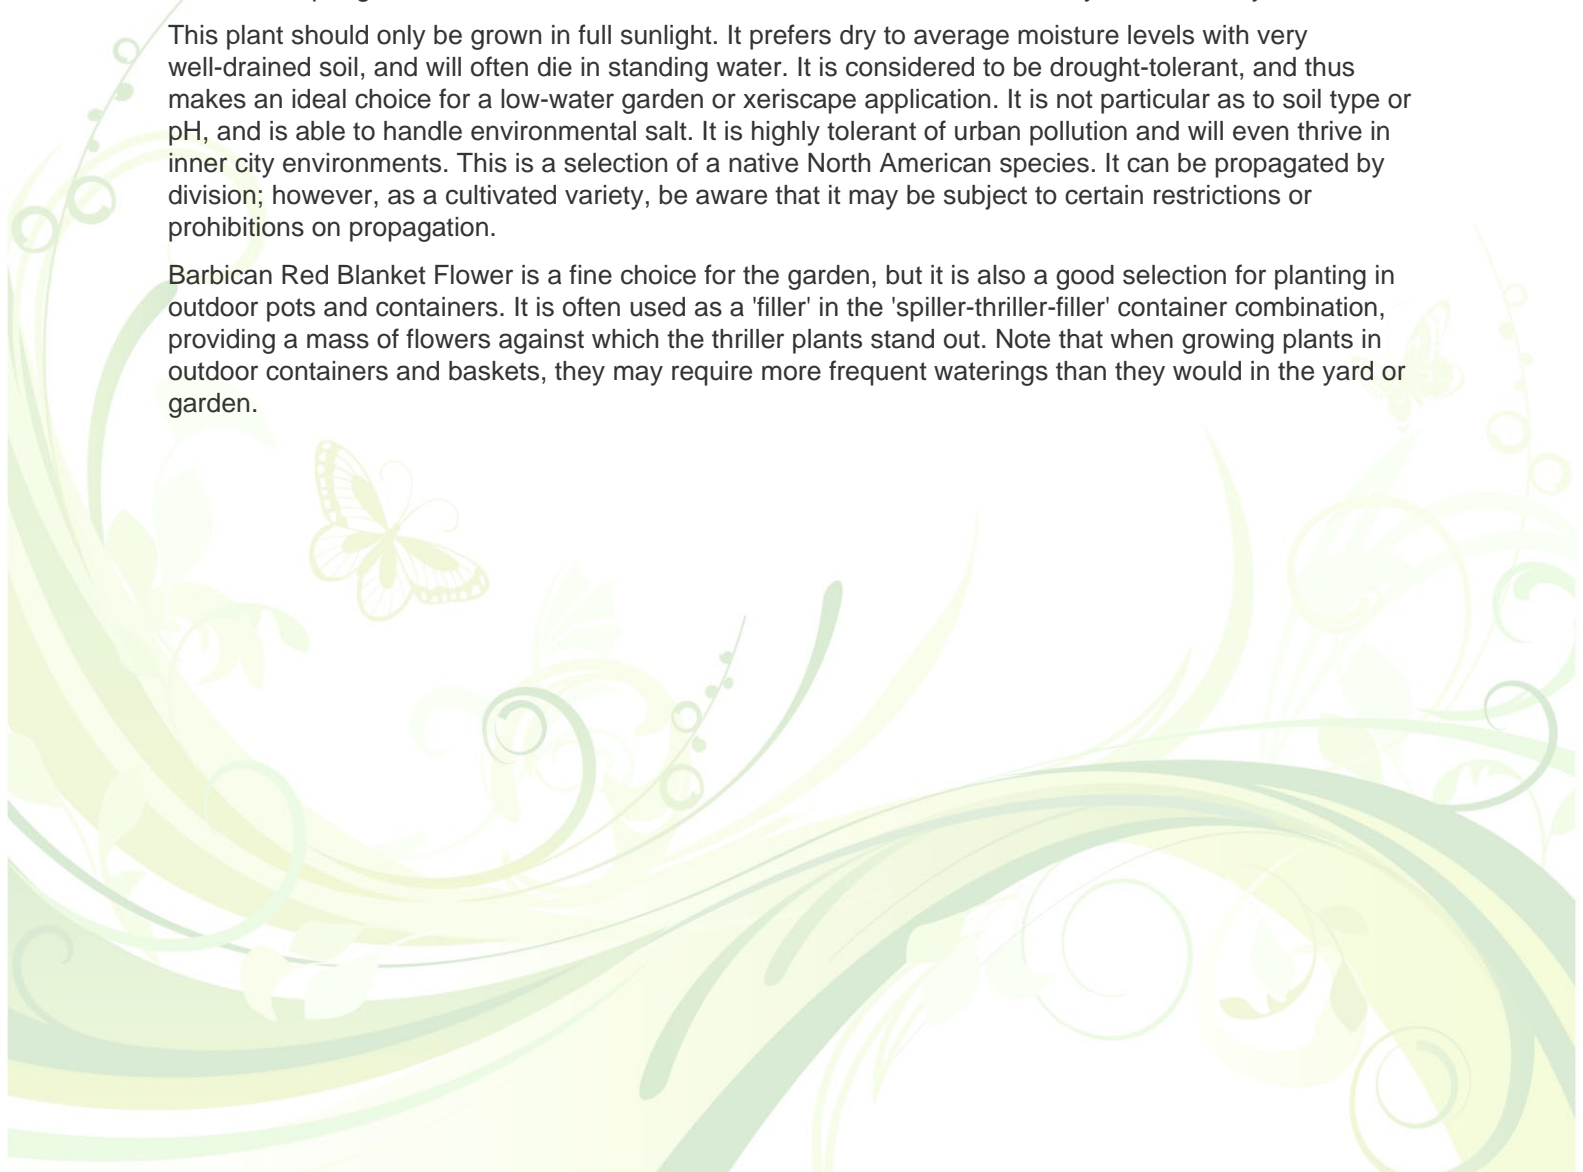 This plant should only be grown in full sunlight. It prefers dry to average moisture levels with very
well-drained soil, and will often die in standing water. It is considered to be drought-tolerant, and thus
makes an ideal choice for a low-water garden or xeriscape application. It is not particular as to soil type or
pH, and is able to handle environmental salt. It is highly tolerant of urban pollution and will even thrive in
inner city environments. This is a selection of a native North American species. It can be propagated by
division; however, as a cultivated variety, be aware that it may be subject to certain restrictions or
prohibitions on propagation.
Barbican Red Blanket Flower is a fine choice for the garden, but it is also a good selection for planting in
outdoor pots and containers. It is often used as a 'filler' in the 'spiller-thriller-filler' container combination,
providing a mass of flowers against which the thriller plants stand out. Note that when growing plants in
outdoor containers and baskets, they may require more frequent waterings than they would in the yard or
garden.